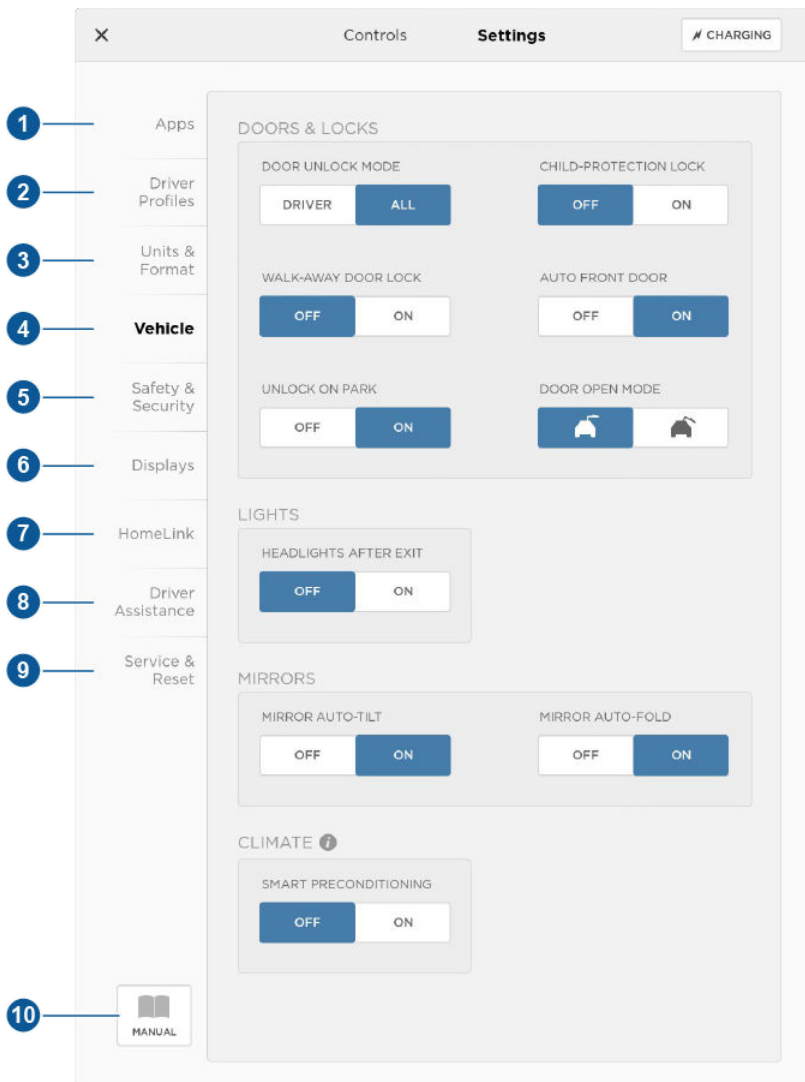 Controls
Settings
CHARGING
1
Apps
2
Driver
Profiles
3
Units &
Format
4
Vehicle
5
Safety &
Security
6
Displays
7
HomeLink
8
Driver
Assistance
9
Service &
Reset
10
MANUAL
DOORS & LOCKS
DOOR UNLOCK MODE
DRIVER ALL
CHILD-PROTECTION LOCK
OFF ON
WALK-AWAY DOOR LOCK
OFF ON
AUTO FRONT DOOR
OFF ON
UNLOCK ON PARK
OFF ON
DOOR OPEN MODE
LIGHTS
HEADLIGHTS AFTER EXIT
OFF ON
MIRRORS
MIRROR AUTO-TILT
OFF ON
MIRROR AUTO-FOLD
OFF ON
CLIMATE i
SMART PRECONDITIONING
OFF ON